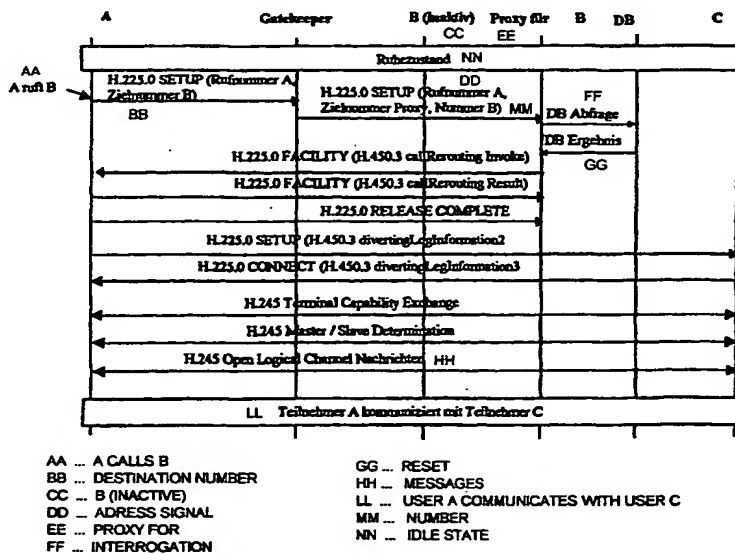 A Gatekeeper B (inaktiv) Proxy für B DB C
CC EE
Ruhezustand NN
AA
A ruft B
H.225.0 SETUP (Rufnummer A,
Zielnummer B)
BB
DD
H.225.0 SETUP (Rufnummer A,
Zielnummer Proxy, Nummer B) MM
FF
DB Abfrage
DB Ergebnis
GG
H.225.0 FACILITY (H.450.3 callRerouting Invoke)
H.225.0 FACILITY (H.450.3 callRerouting Result)
H.225.0 RELEASE COMPLETE
H.225.0 SETUP (H.450.3 divertingLegInformation2
H.225.0 CONNECT (H.450.3 divertingLegInformation3
H.245 Terminal Capability Exchange
H.245 Master / Slave Determination
H.245 Open Logical Channel Nachrichten HH
LL Teilnehmer A kommuniziert mit Teilnehmer C
AA ... A CALLS B
BB ... DESTINATION NUMBER
CC ... B (INACTIVE)
DD ... ADRESS SIGNAL
EE ... PROXY FOR
FF ... INTERROGATION
GG ... RESET
HH ... MESSAGES
LL ... USER A COMMUNICATES WITH USER C
MM ... NUMBER
NN ... IDLE STATE